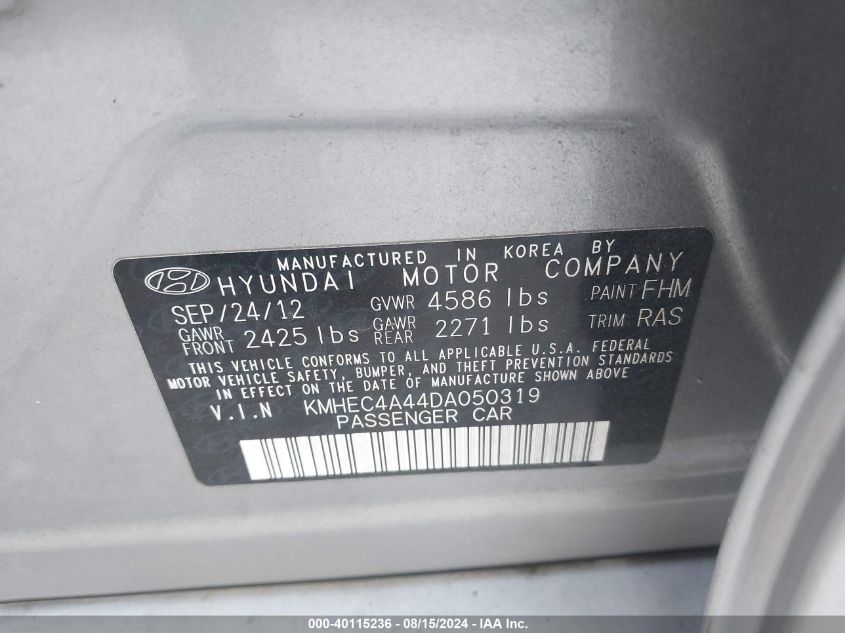 MANUFACTURED IN KOREA BY
HYUNDAI MOTOR COMPANY
SEP/24/12 GVWR 4586 lbs PAINT FHM
GAWR FRONT 2425 lbs GAWR REAR 2271 lbs TRIM RAS
THIS VEHICLE CONFORMS TO ALL APPLICABLE U.S.A. FEDERAL
MOTOR VEHICLE SAFETY, BUMPER, AND THEFT PREVENTION STANDARDS
IN EFFECT ON THE DATE OF MANUFACTURE SHOWN ABOVE
V.I.N KMHEC4A44DA050319
PASSENGER CAR
000-40115236 - 08/15/2024 - IAA Inc.